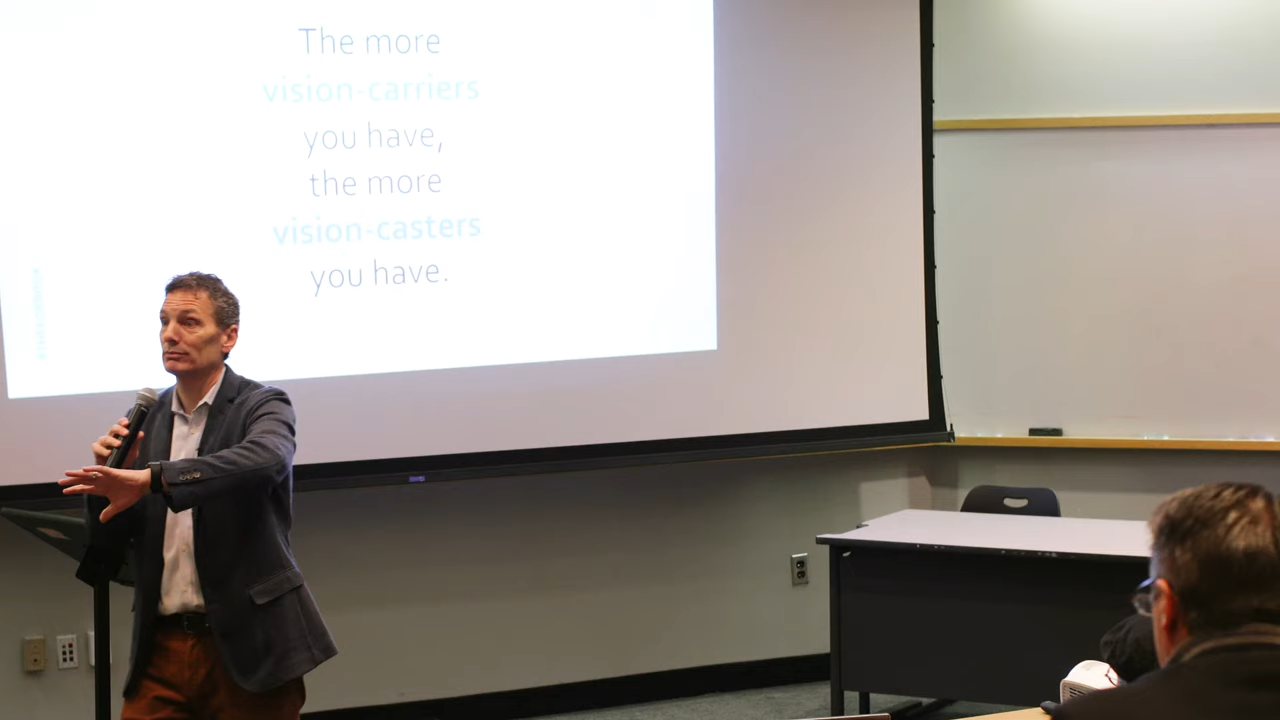 The more
vision-carriers
you have,
the more
vision-casters
you have.